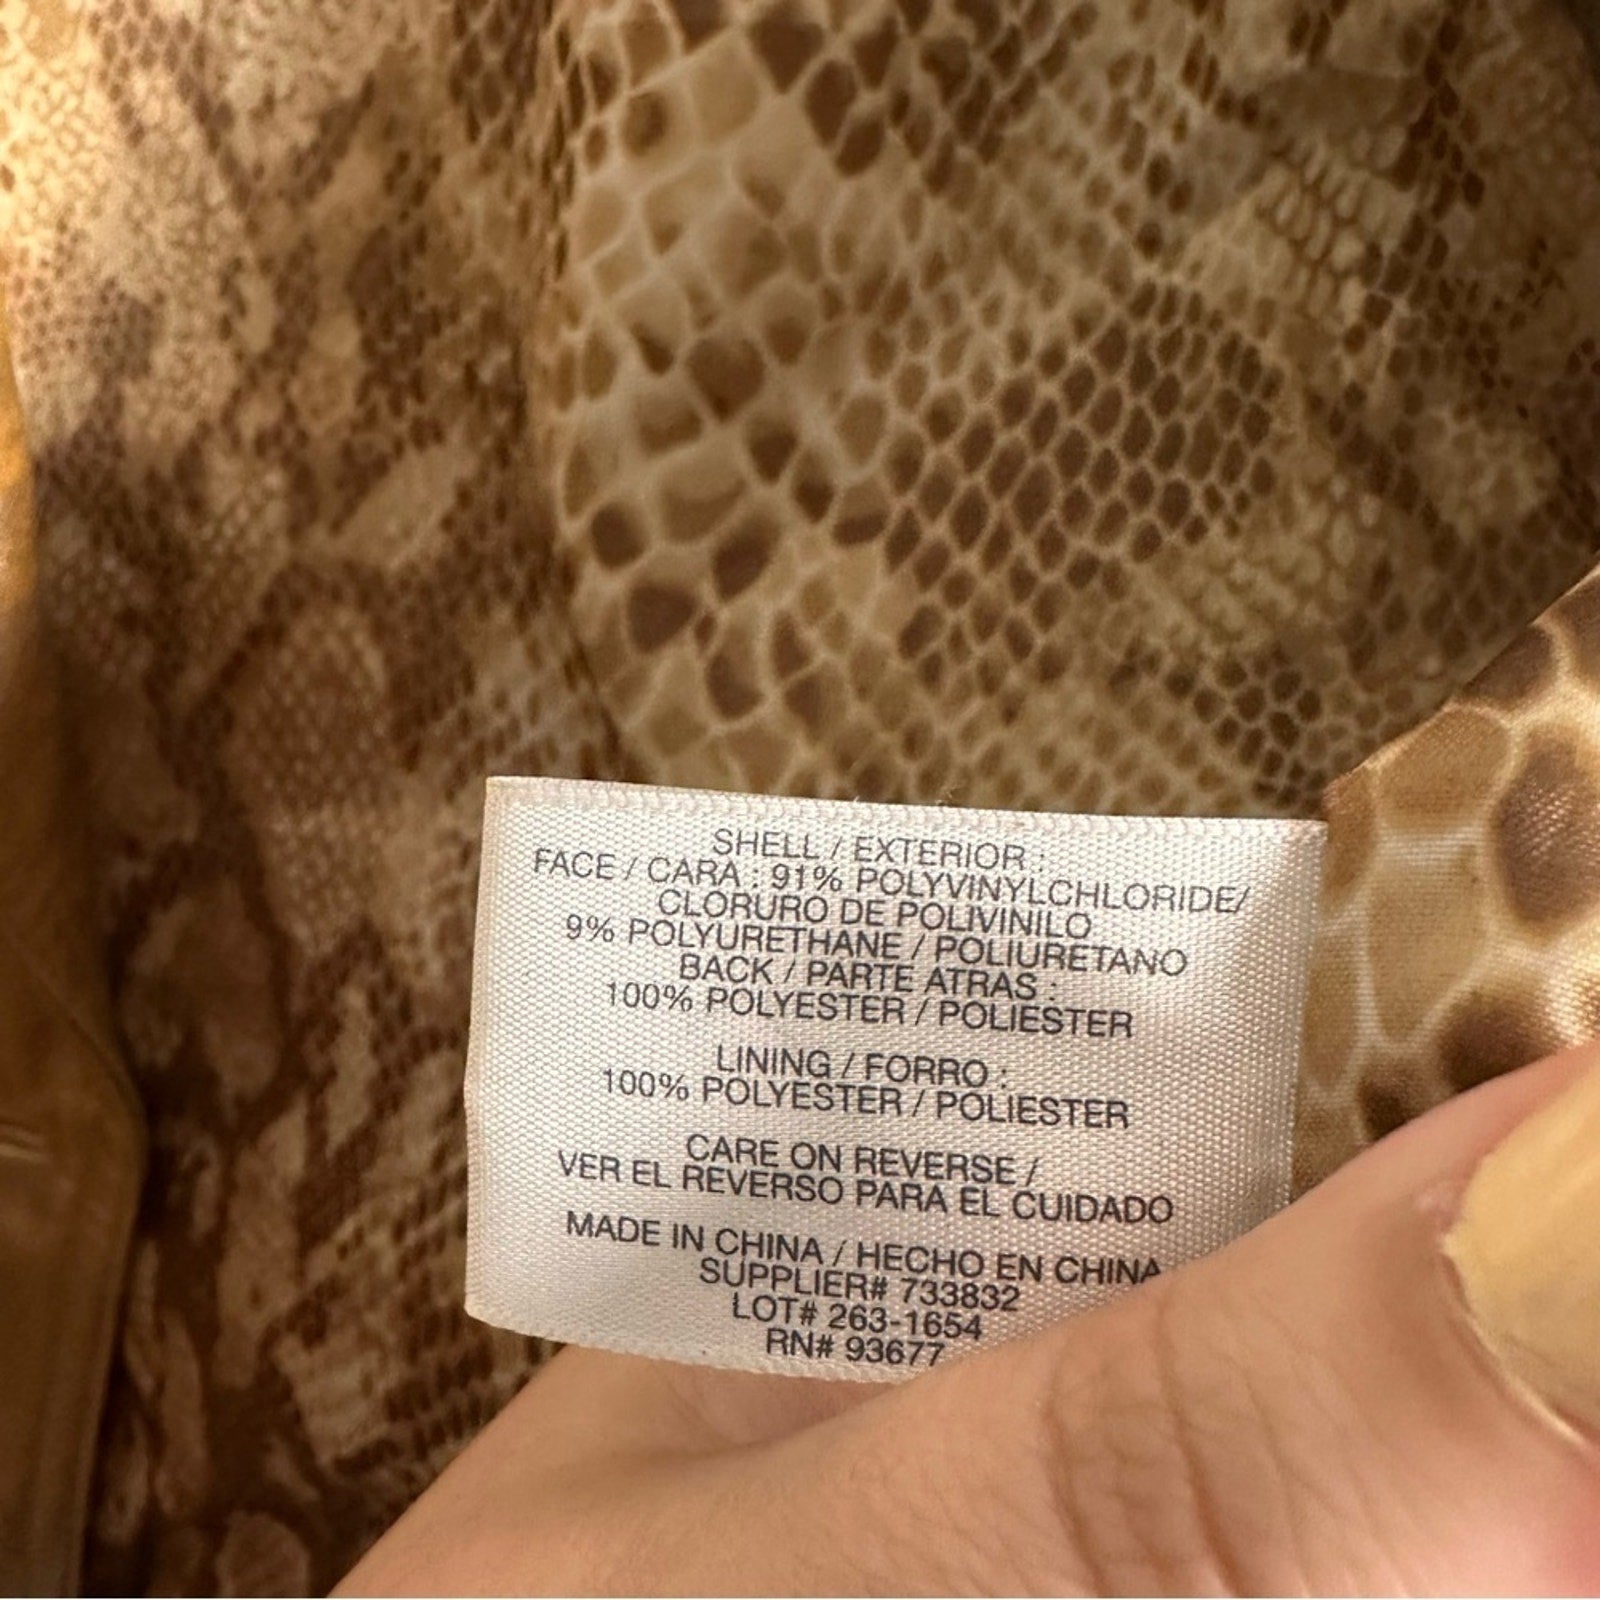 SHELL / EXTERIOR :
FACE / CARA : 91% POLYVINYLCHLORIDE/
CLORURO DE POLIVINILO
9% POLYURETHANE / POLIURETANO
BACK / PARTE ATRAS :
100% POLYESTER / POLIESTER
LINING / FORRO :
100% POLYESTER / POLIESTER
CARE ON REVERSE /
VER EL REVERSO PARA EL CUIDADO
MADE IN CHINA / HECHO EN CHINA
SUPPLIER# 733832
LOT# 263-1654
RN# 93677